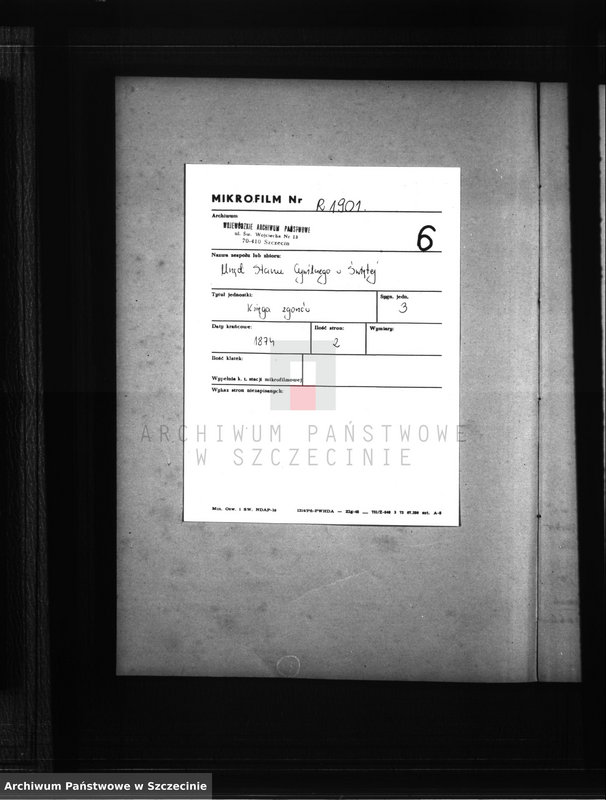 MIKROFILM Nr R 1901.
Archiwum
WOJEWÓDZKIE ARCHIWUM PAŃSTWOWE
ul. Św. Wojciecha Nr 13
70-410 Szczecin
6
Nazwa zespołu lub zbioru:
Urząd Stanu Cywilnego w Świętej
Tytuł jednostki:
Sygn. jedn.
Księga zgonów
3
Daty krańcowe:
Ilość stron:
Wymiary:
1874
2
Ilość klatek:
Wypełnia k. t. stacji mikrofilmowej
Wykaz stron niezapisanych:
ARCHIWUM PAŃSTWOWE
W SZCZECINIE
Archiwum Państwowe w Szczecinie